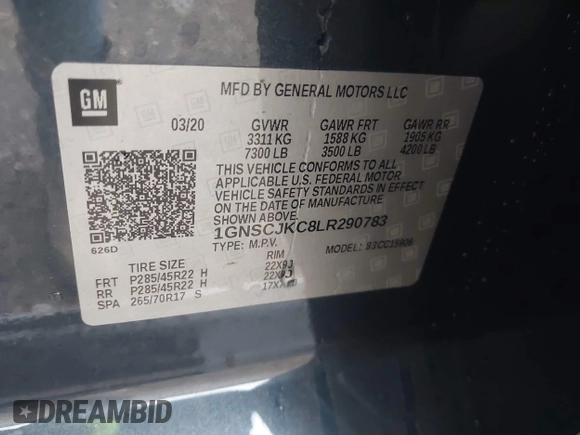 GM
MFD BY GENERAL MOTORS LLC
03/20 GVWR GAWR FRT GAWR RR
3311 KG 1588 KG 1905 KG
7300 LB 3500 LB 4200 LB
THIS VEHICLE CONFORMS TO ALL
APPLICABLE U.S. FEDERAL MOTOR
VEHICLE SAFETY STANDARDS IN EFFECT
ON THE DATE OF MANUFACTURE
SHOWN ABOVE.
1GNSCJKC8LR290783
626D
TYPE: M.P.V. MODEL:
TIRE SIZE RIM
FRT P285/45R22 H 22X9J
RR P285/45R22 H 22X9J
SPA 265/70R17 S
DREAMBID